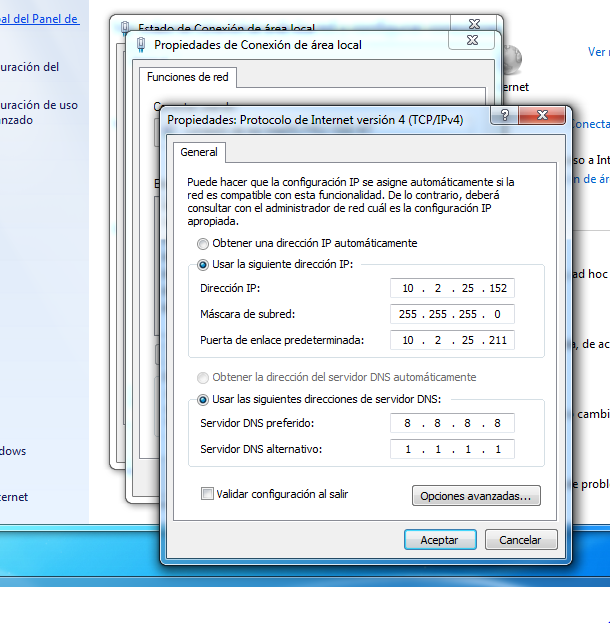 al del Panel de
Estado de Conexión de área local
Propiedades de Conexión de área local
Ver
uración del
Funciones de red
ernet
uración de uso
anzado
Propiedades: Protocolo de Internet versión 4 (TCP/IPv4)
?
onecta
General
so a Int
Puede hacer que la configuración IP se asigne automáticamente si la
n de ár
red es compatible con esta funcionalidad. De lo contrario, deberá
consultar con el administrador de red cuál es la configuración IP
apropiada.
Obtener una dirección IP automáticamente
Usar la siguiente dirección IP:
ad hoc
Dirección IP: 10 . 2 . 25 . 152
Máscara de subred: 255 . 255 . 255 . 0
Puerta de enlace predeterminada: 10 . 2 . 25 . 211
a, de ac
Obtener la dirección del servidor DNS automáticamente
Usar las siguientes direcciones de servidor DNS:
cambi
Servidor DNS preferido: 8 . 8 . 8 . 8
Servidor DNS alternativo: 1 . 1 . 1 . 1
dows
e probl
Validar configuración al salir
Opciones avanzadas...
ernet
Aceptar
Cancelar